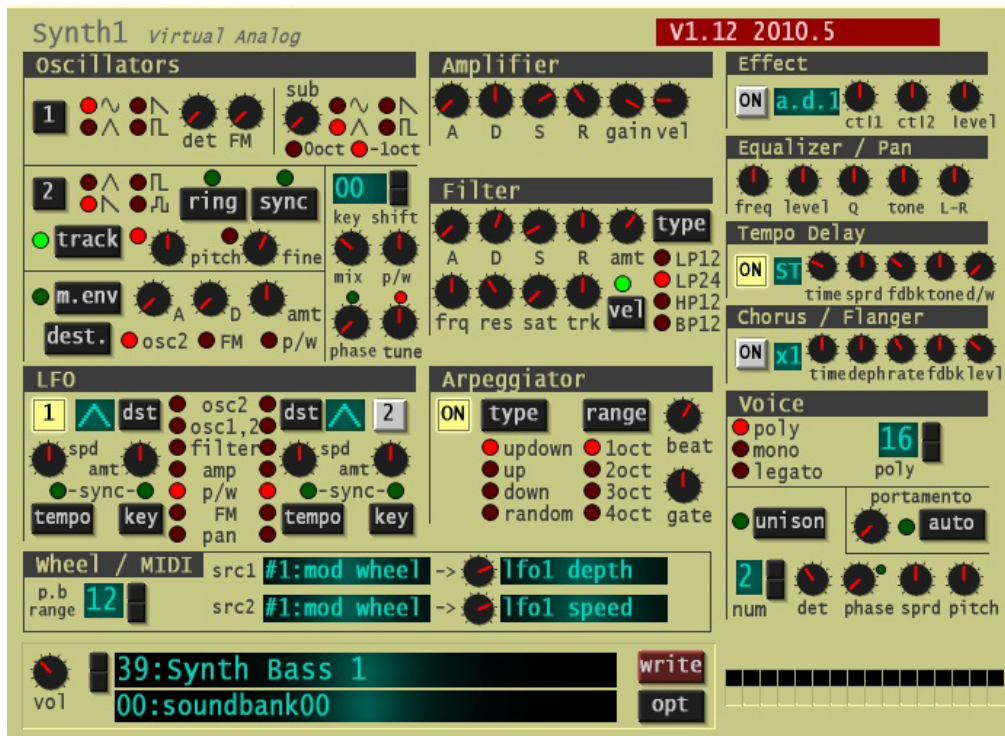 Synth1 Virtual Analog
V1.12 2010.5
Oscillators
1
det FM
sub
0oct -1oct
2
ring sync
track
pitch fine
00
key shift
mix p/w
phase tune
m.env
A D amt
dest.
osc2 FM p/w
Amplifier
A D S R gain vel
Filter
A D S R amt
type
LP12
LP24
HP12
BP12
frq res sat trk
vel
Effect
ON a.d.1
ctl1 ctl2 level
Equalizer / Pan
freq level Q tone L-R
Tempo Delay
ON ST
time sprd fdbk tone d/w
Chorus / Flanger
ON x1
time deph rate fdbk levl
LFO
1 dst
spd
amt
sync
tempo key
osc2
osc1,2
filter
amp
p/w
FM
pan
dst 2
spd
amt
sync
tempo key
Arpeggiator
ON type range
beat
updown
up
down
random
1oct
2oct
3oct
4oct
gate
Voice
poly
mono
legato
16
poly
portamento
unison
auto
2
num
det phase sprd pitch
Wheel / MIDI
p.b
range 12
src1 #1:mod wheel -> lfo1 depth
src2 #1:mod wheel -> lfo1 speed
vol
39:Synth Bass 1
00:soundbank00
write
opt